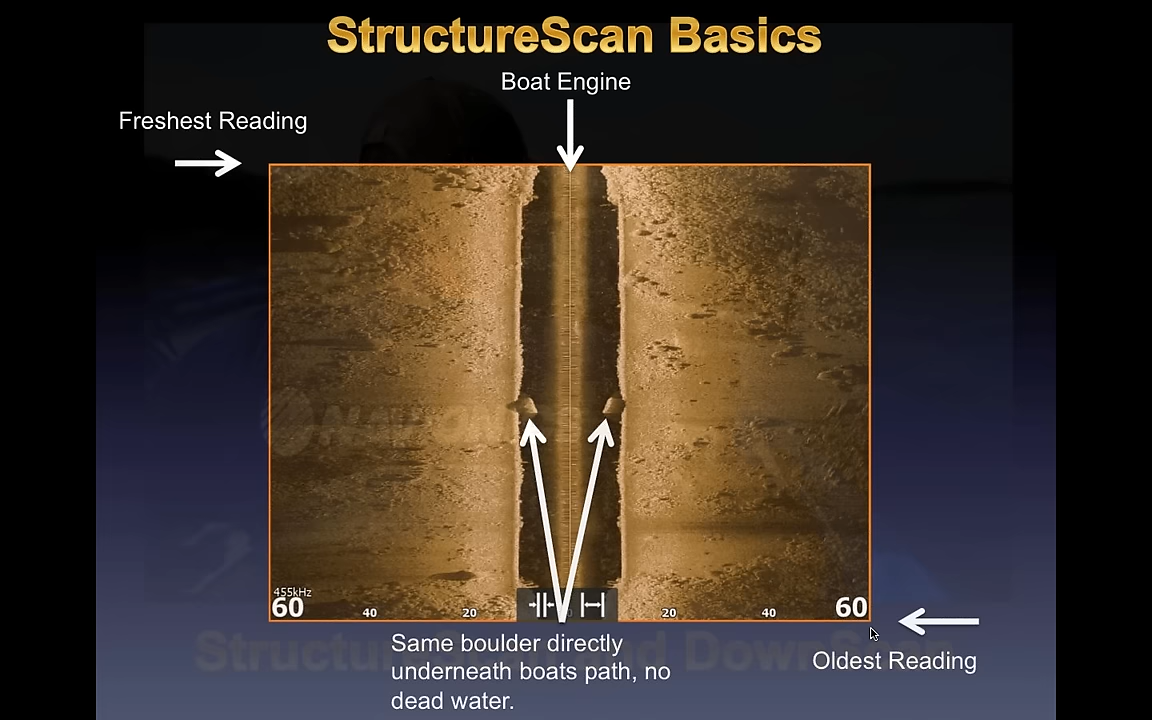 StructureScan Basics
Boat Engine
Freshest Reading
455kHz
60
40
20
20
40
60
Same boulder directly
underneath boats path, no
dead water.
Oldest Reading